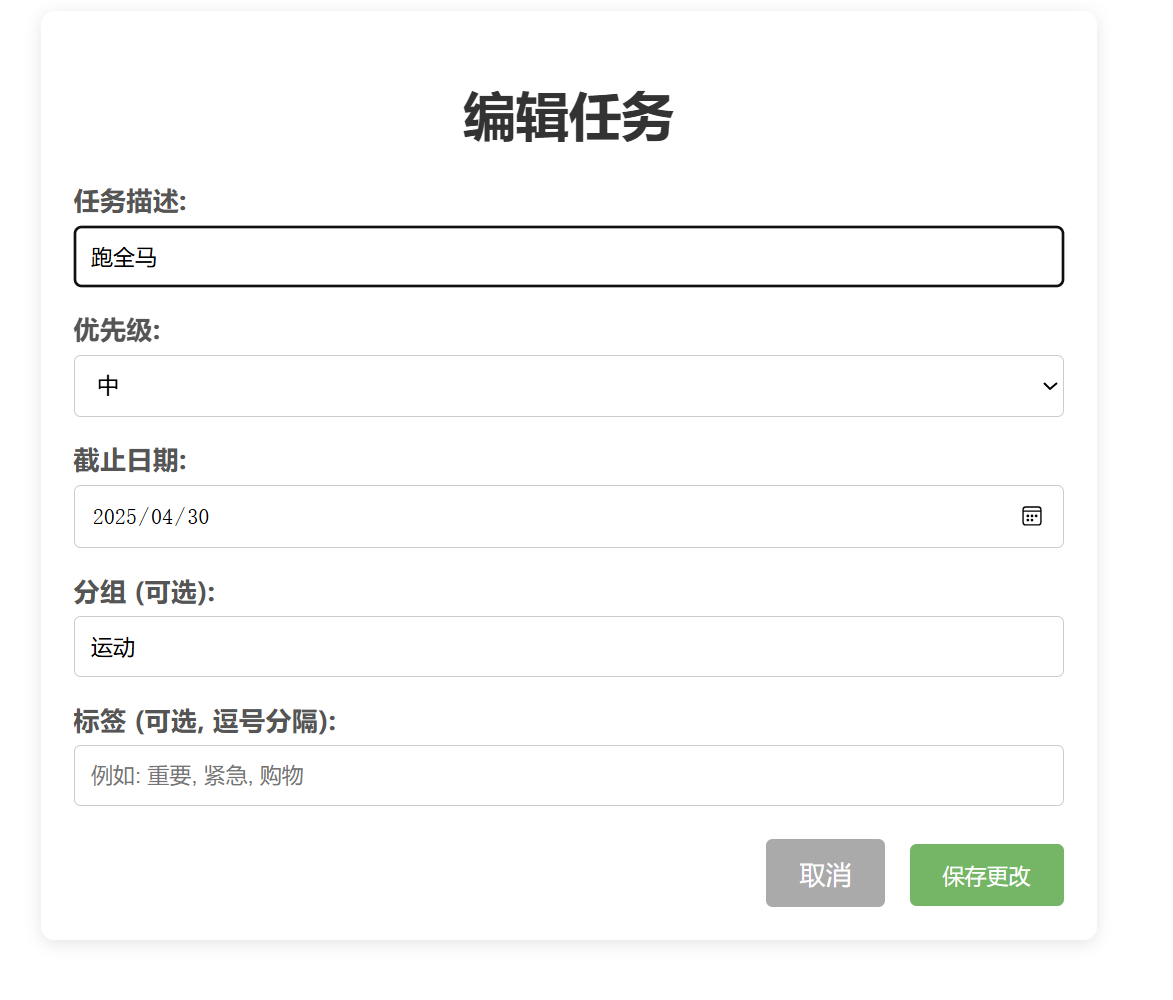 编辑任务
任务描述:
跑全马
优先级:
中
截止日期:
2025/04/30
分组 (可选):
运动
标签 (可选, 逗号分隔):
例如: 重要, 紧急, 购物
取消 保存更改